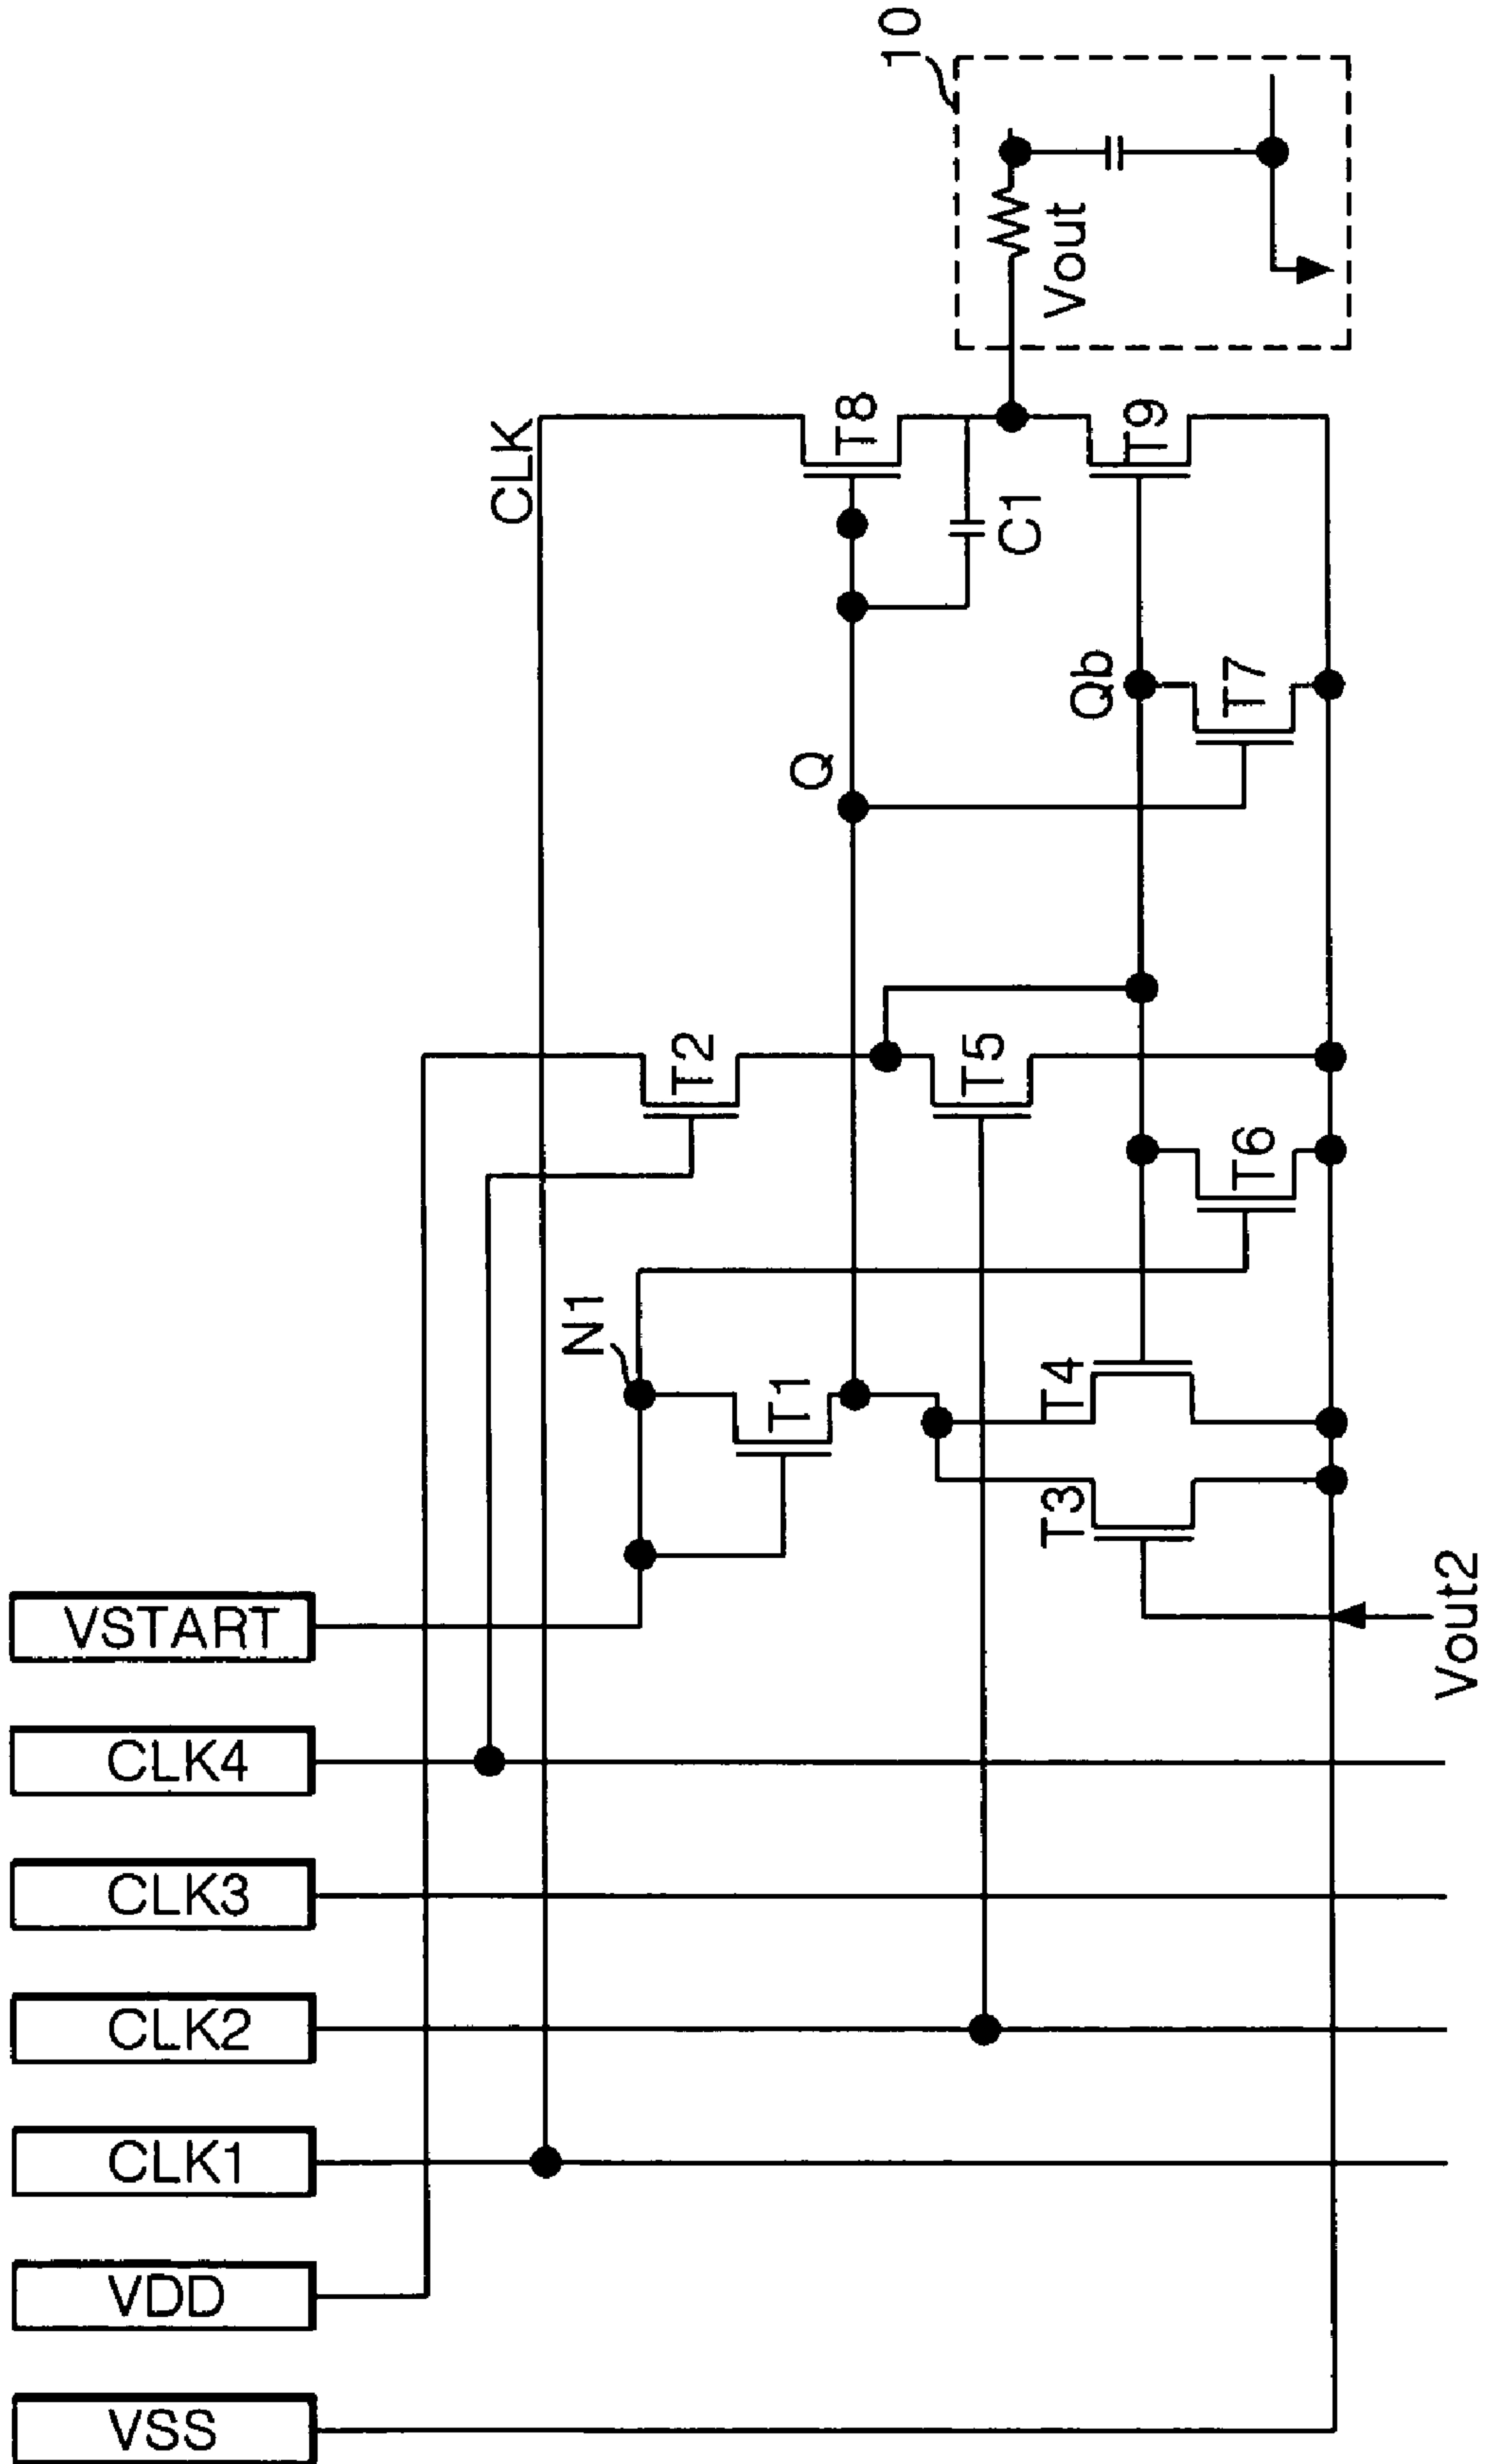 10
Vout
CLK
T8
C1
T9
Q
Qb
T7
T2
T5
T6
N1
T1
T4
T3
Vout2
VSTART
CLK4
CLK3
CLK2
CLK1
VDD
VSS